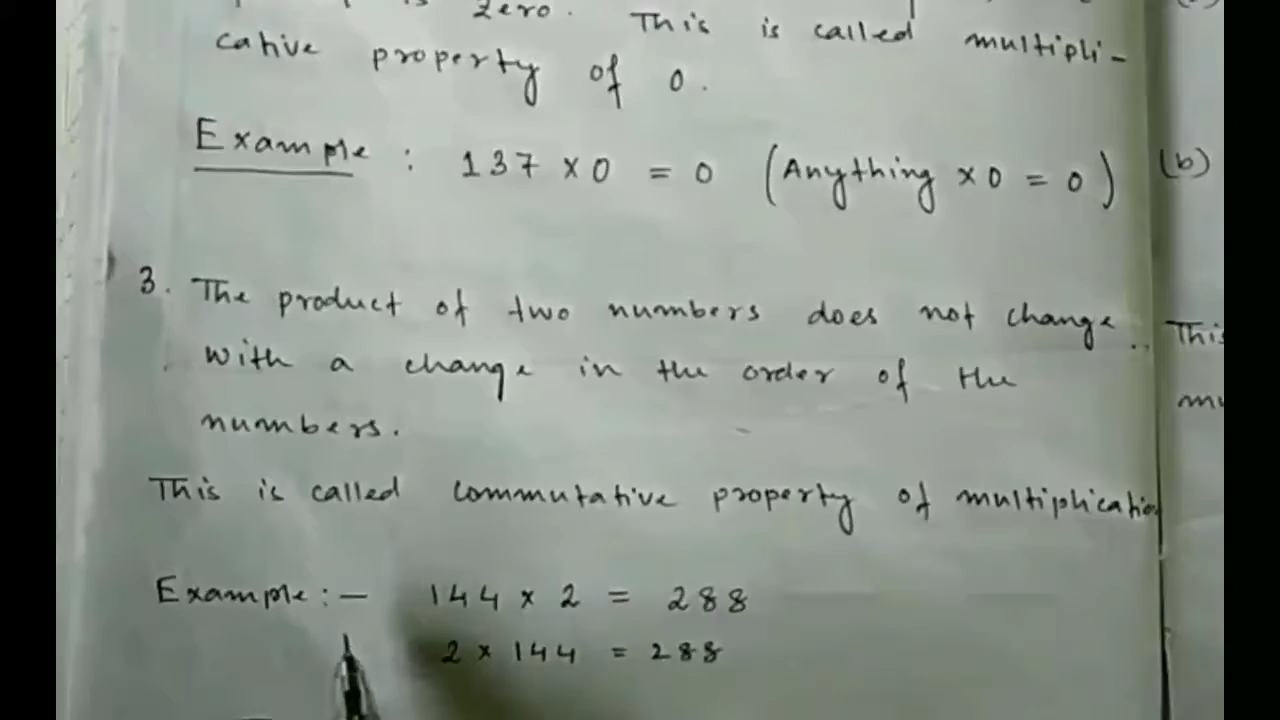 is zero. This is called multipli-
cative property of 0.
Example : 137 x 0 = 0 (Anything x 0 = 0)
(b)
3. The product of two numbers does not change
with a change in the order of the
numbers.
This is called commutative property of multiplication
Example :- 144 x 2 = 288
2 x 144 = 288
This